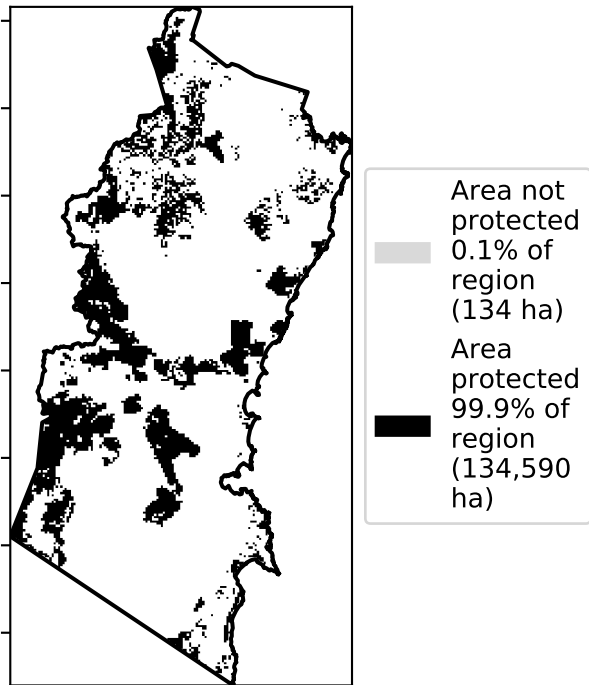 Area not
protected
0.1% of
region
(134 ha)
Area
protected
99.9% of
region
(134,590
ha)